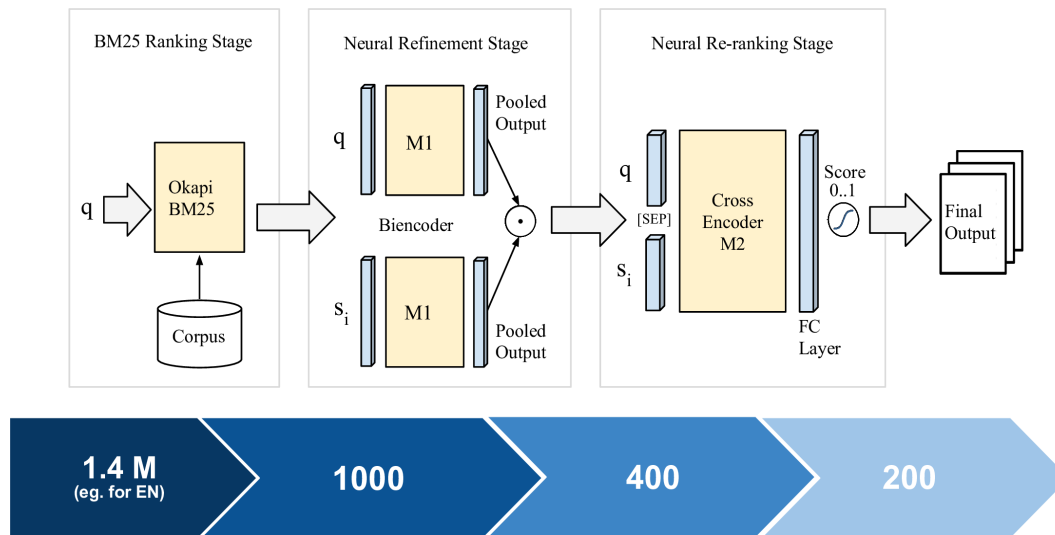 BM25 Ranking Stage
q
Okapi
BM25
Corpus
Neural Refinement Stage
q
M1
Pooled
Output
Biencoder
s_i
M1
Pooled
Output
Neural Re-ranking Stage
q
[SEP]
s_i
Cross
Encoder
M2
FC
Layer
Score
0..1
Final
Output
1.4 M
(eg. for EN)
1000
400
200